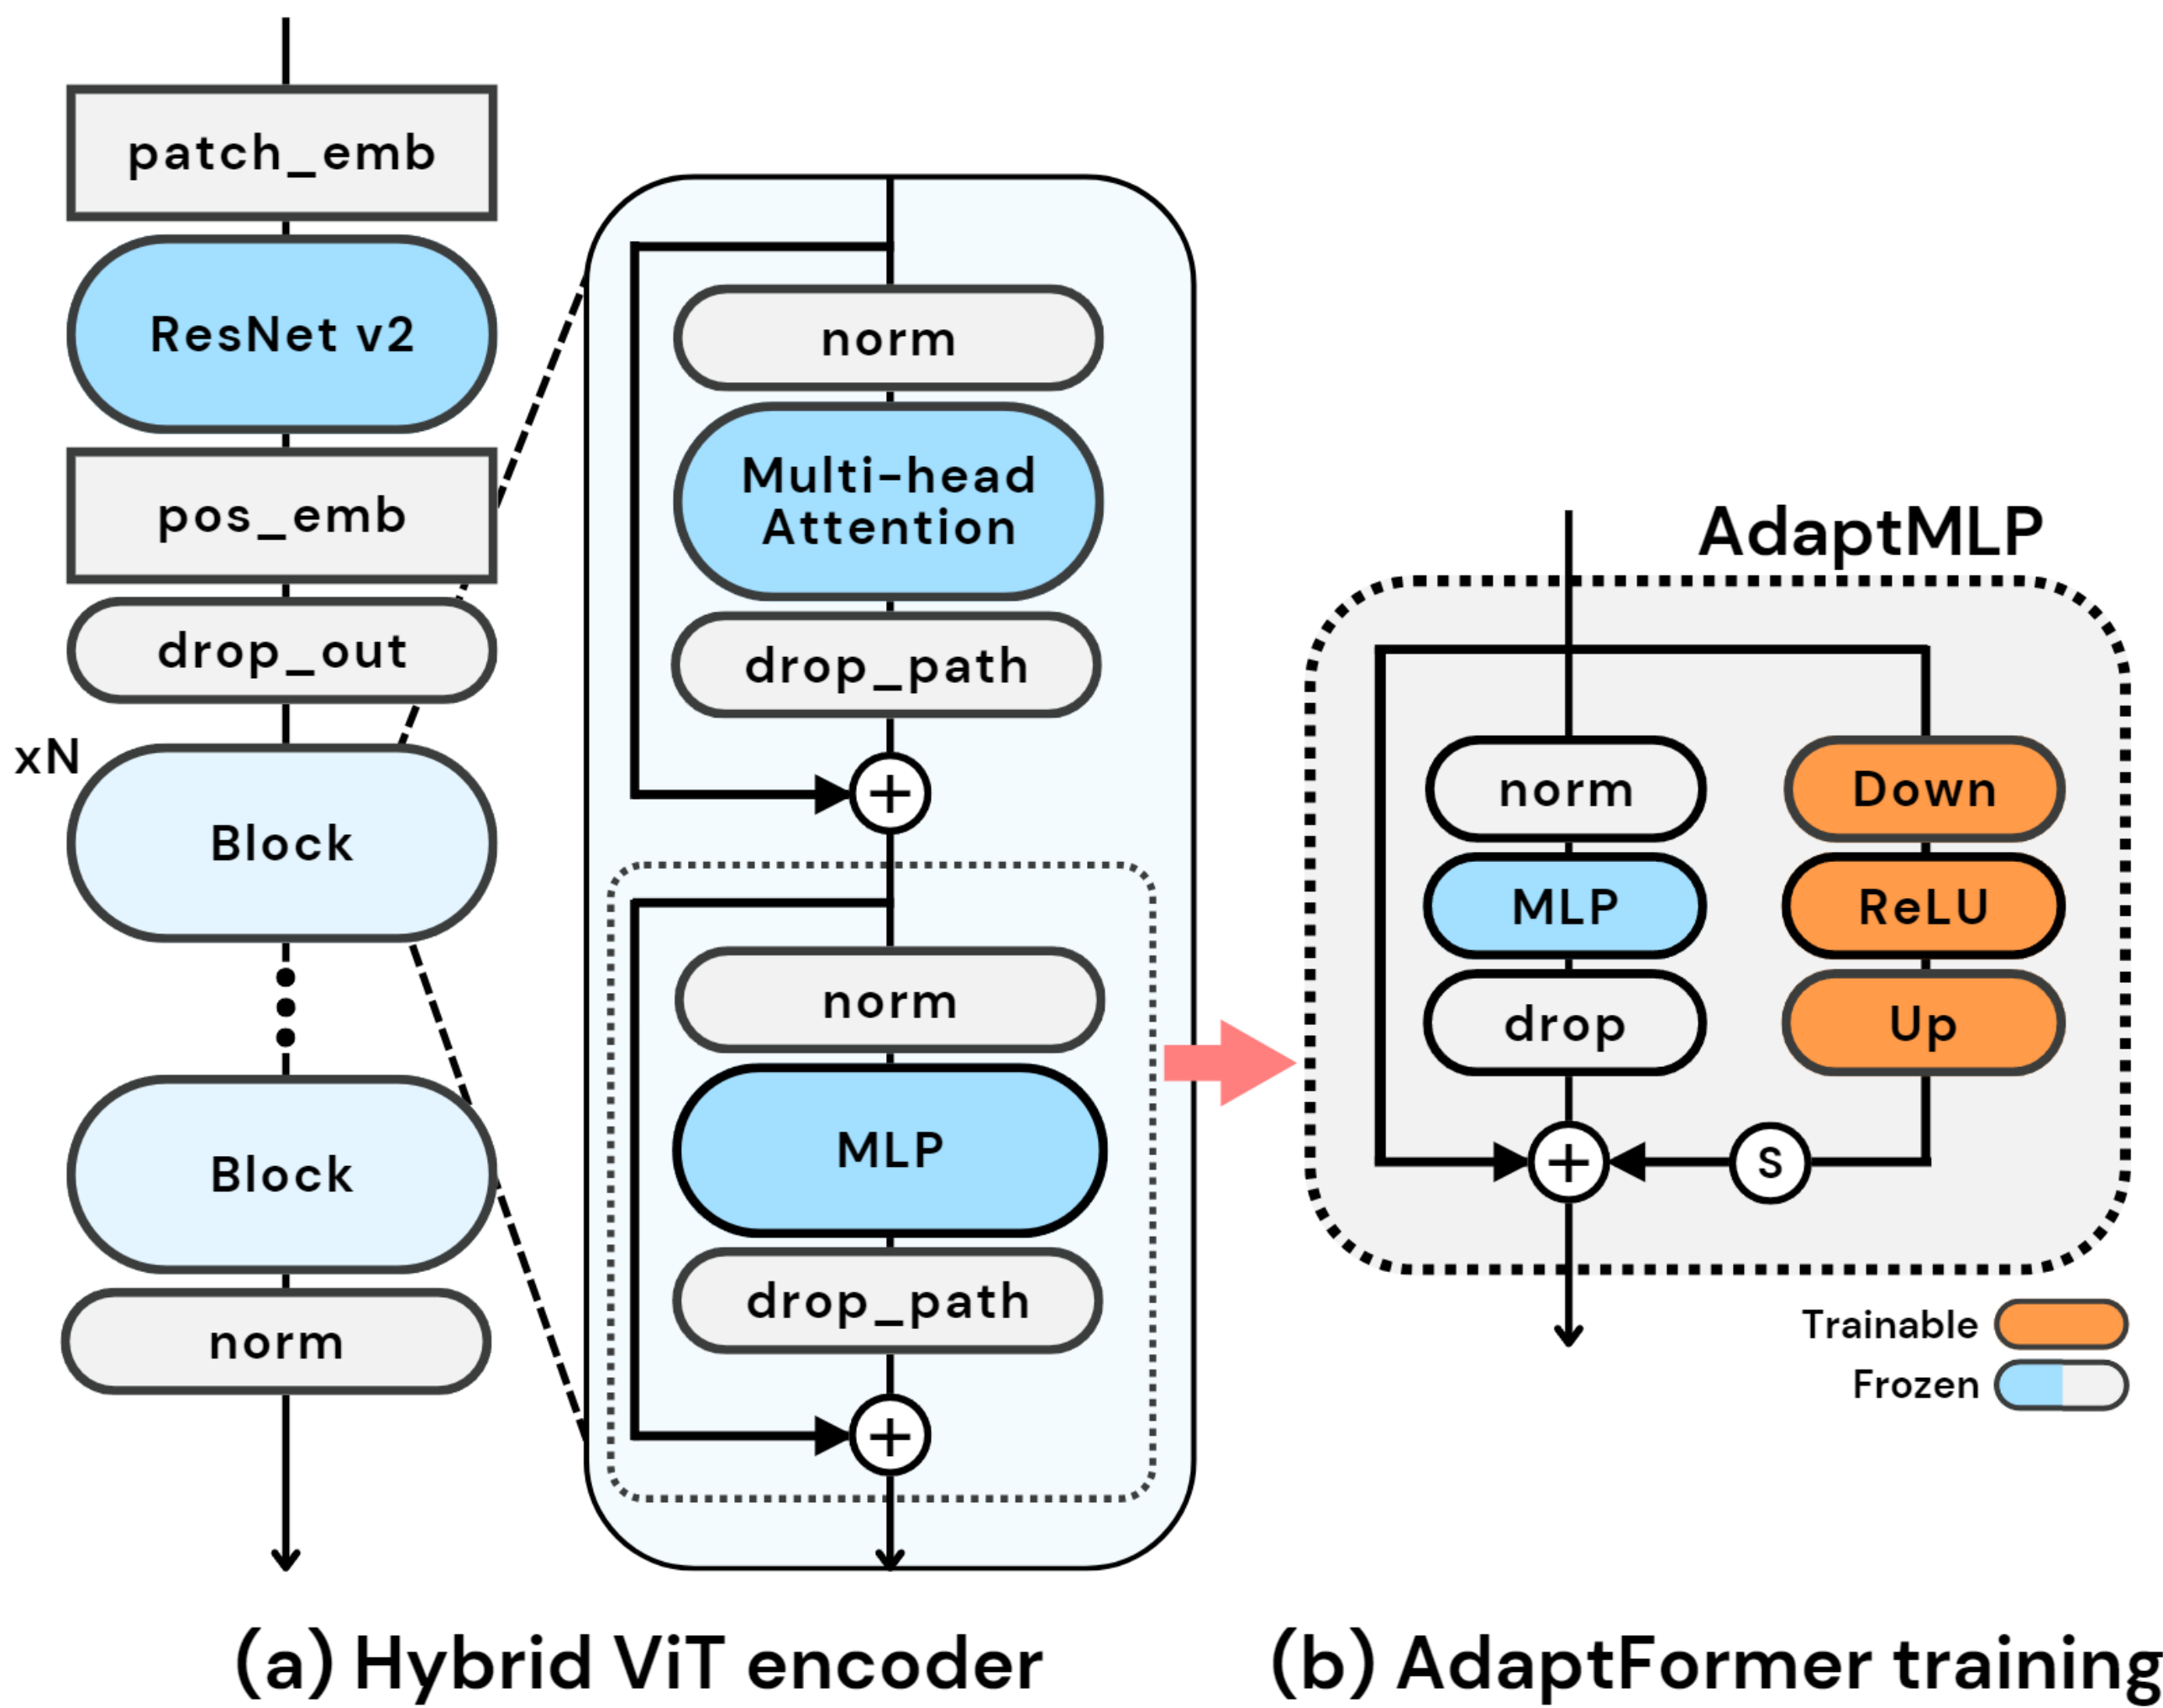 patch_emb
ResNet v2
pos_emb
drop_out
xN
Block
Block
norm
norm
Multi-head
Attention
drop_path
+
norm
MLP
drop_path
+
(a) Hybrid ViT encoder
AdaptMLP
norm
MLP
drop
Down
ReLU
Up
+
S
Trainable
Frozen
(b) AdaptFormer training